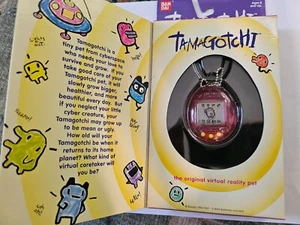 BAN
DAI
TAMAGOTCHI
Tamagotchi is a
tiny pet from cyberspace
who needs your love to
survive and grow. If you
take good care of your
Tamagotchi pet, it will
slowly grow bigger,
healthier, and more
beautiful every day. But
if you neglect your little
cyber creature, your
Tamagotchi may grow up
to be mean or ugly.
How old will your
Tamagotchi be when it
returns to its home
planet? What kind of
virtual caretaker will
you be?
the original virtual reality pet